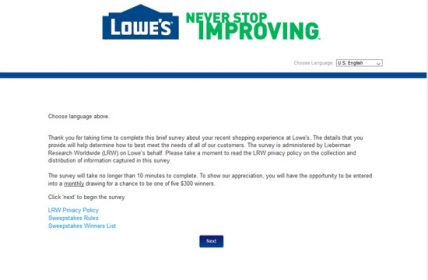 LOWE'S NEVER STOP
IMPROVING
Choose Language: U.S. English
Choose language above.
Thank you for taking time to complete this brief survey about your recent shopping experience at Lowe's. The details that you
provide will help determine how to best meet the needs of all of our customers. The survey is administered by Lieberman
Research Worldwide (LRW) on Lowe's behalf. Please take a moment to read the LRW privacy policy on the collection and
distribution of information captured in this survey.
The survey will take no longer than 10 minutes to complete. To show our appreciation, you will have the opportunity to be entered
into a monthly drawing for a chance to be one of five $300 winners.
Click 'next' to begin the survey.
LRW Privacy Policy
Sweepstakes Rules
Sweepstakes Winners List
Next